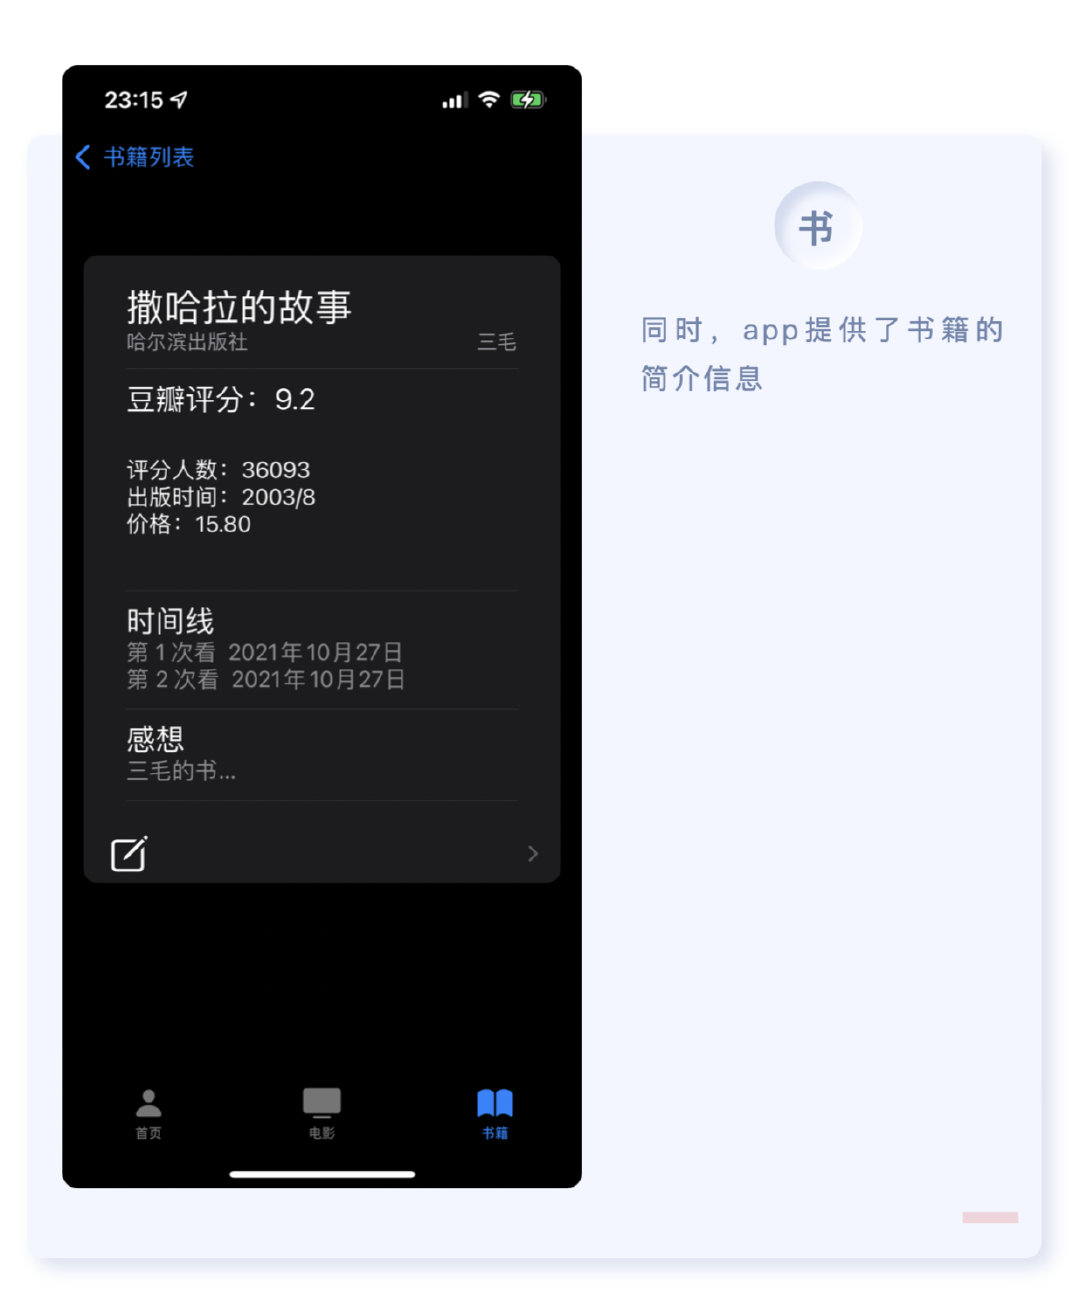 23:15
书籍列表
撒哈拉的故事
哈尔滨出版社 三毛
豆瓣评分：9.2
评分人数：36093
出版时间：2003/8
价格：15.80
时间线
第 1 次看 2021年10月27日
第 2 次看 2021年10月27日
感想
三毛的书...
首页 电影 书籍
书
同时，app提供了书籍的
简介信息